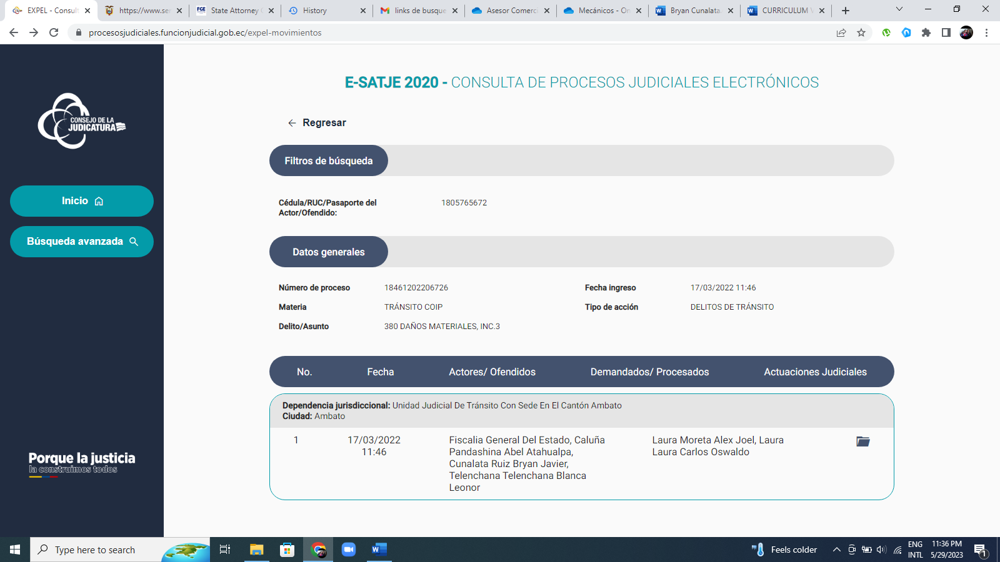 EXPEL - Consult
https://www.ser
FGE
State Attorney
History
links de busque
Asesor Comerc
Mecánicos - On
Bryan Cunalata
CURRICULUM V
procesosjudiciales.funcionjudicial.gob.ec/expel-movimientos
CONSEJO DE LA
JUDICATURA
Inicio
Búsqueda avanzada
Porque la justicia
la construimos todos
E-SATJE 2020 - CONSULTA DE PROCESOS JUDICIALES ELECTRÓNICOS
Regresar
Filtros de búsqueda
Cédula/RUC/Pasaporte del 1805765672
Actor/Ofendido:
Datos generales
Número de proceso 18461202206726 Fecha ingreso 17/03/2022 11:46
Materia TRÁNSITO COIP Tipo de acción DELITOS DE TRÁNSITO
Delito/Asunto 380 DAÑOS MATERIALES, INC.3
No. Fecha Actores/ Ofendidos Demandados/ Procesados Actuaciones Judiciales
Dependencia jurisdiccional: Unidad Judicial De Tránsito Con Sede En El Cantón Ambato
Ciudad: Ambato
1 17/03/2022 Fiscalia General Del Estado, Caluña Laura Moreta Alex Joel, Laura
11:46 Pandashina Abel Atahualpa, Laura Carlos Oswaldo
Cunalata Ruiz Bryan Javier,
Telenchana Telenchana Blanca
Leonor
Type here to search
Feels colder
ENG 11:36 PM
INTL 5/29/2023
1